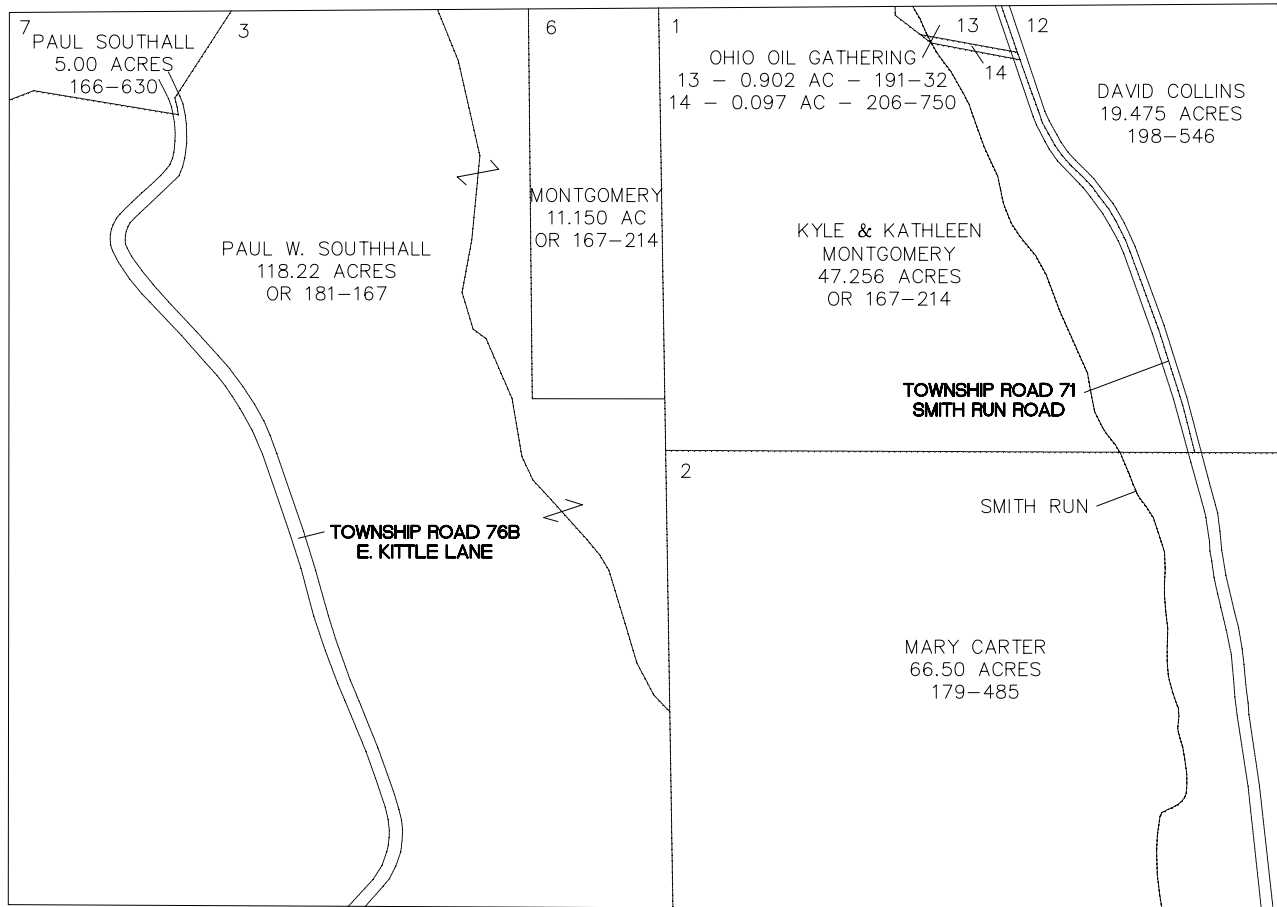 7
PAUL SOUTHALL
5.00 ACRES
166-630
3
6
MONTGOMERY
11.150 AC
OR 167-214
PAUL W. SOUTHHALL
118.22 ACRES
OR 181-167
TOWNSHIP ROAD 76B
E. KITTLE LANE
1
13
12
OHIO OIL GATHERING
13 - 0.902 AC - 191-32
14 - 0.097 AC - 206-750
14
DAVID COLLINS
19.475 ACRES
198-546
KYLE & KATHLEEN
MONTGOMERY
47.256 ACRES
OR 167-214
TOWNSHIP ROAD 71
SMITH RUN ROAD
2
SMITH RUN
MARY CARTER
66.50 ACRES
179-485